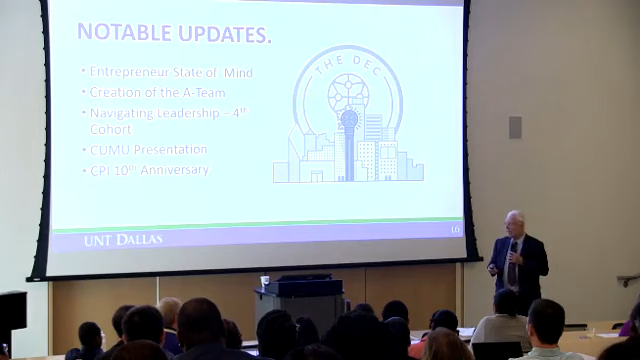 NOTABLE UPDATES.
• Entrepreneur State of Mind
• Creation of the A-Team
• Navigating Leadership – 4th
Cohort
• CUMU Presentation
• CPI 10th Anniversary
THE DEC
UNT DALLAS
16